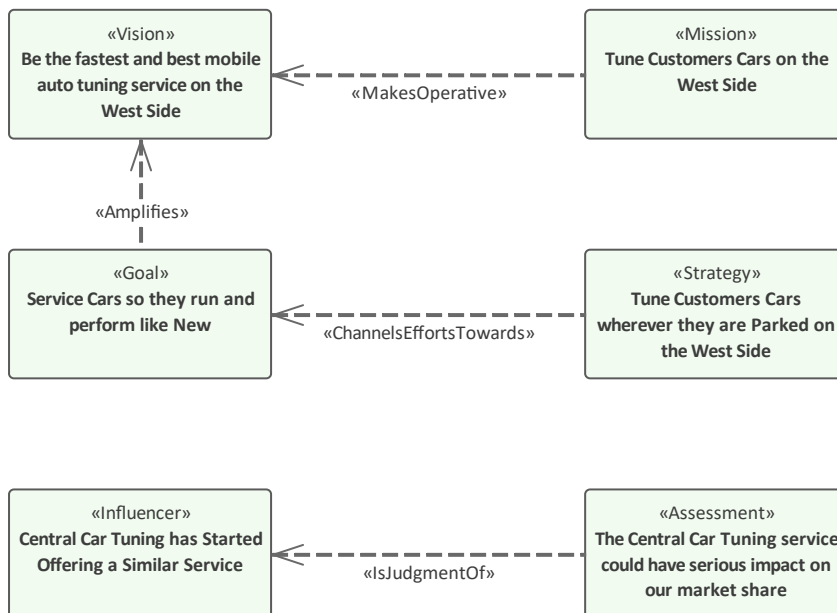 «Vision»
Be the fastest and best mobile
auto tuning service on the
West Side
«Mission»
Tune Customers Cars on the
West Side
«MakesOperative»
«Amplifies»
«Goal»
Service Cars so they run and
perform like New
«Strategy»
Tune Customers Cars
wherever they are Parked on
the West Side
«ChannelsEffortsTowards»
«Influencer»
Central Car Tuning has Started
Offering a Similar Service
«Assessment»
The Central Car Tuning service
could have serious impact on
our market share
«IsJudgmentOf»